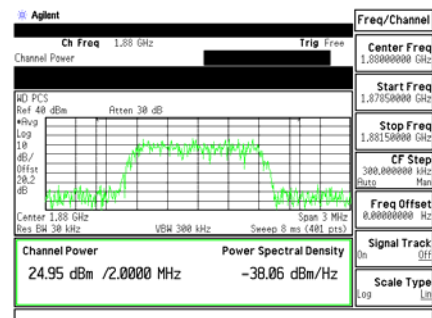 Agilent
Freq/Channel
Ch Freq 1.88 GHz Trig Free
Channel Power
Center Freq
1.88000000 GHz
Start Freq
1.87850000 GHz
Stop Freq
1.88150000 GHz
CF Step
300.000000 kHz
Auto Man
Freq Offset
0.00000000 Hz
Signal Track
On Off
Scale Type
Log Lin
WD PCS
Ref 40 dBm Atten 30 dB
•Avg
Log
10
dB/
Offst
20.2
dB
Center 1.88 GHz Span 3 MHz
Res BW 30 kHz VBW 300 kHz Sweep 8 ms (401 pts)
Channel Power Power Spectral Density
24.95 dBm /2.0000 MHz -38.06 dBm/Hz